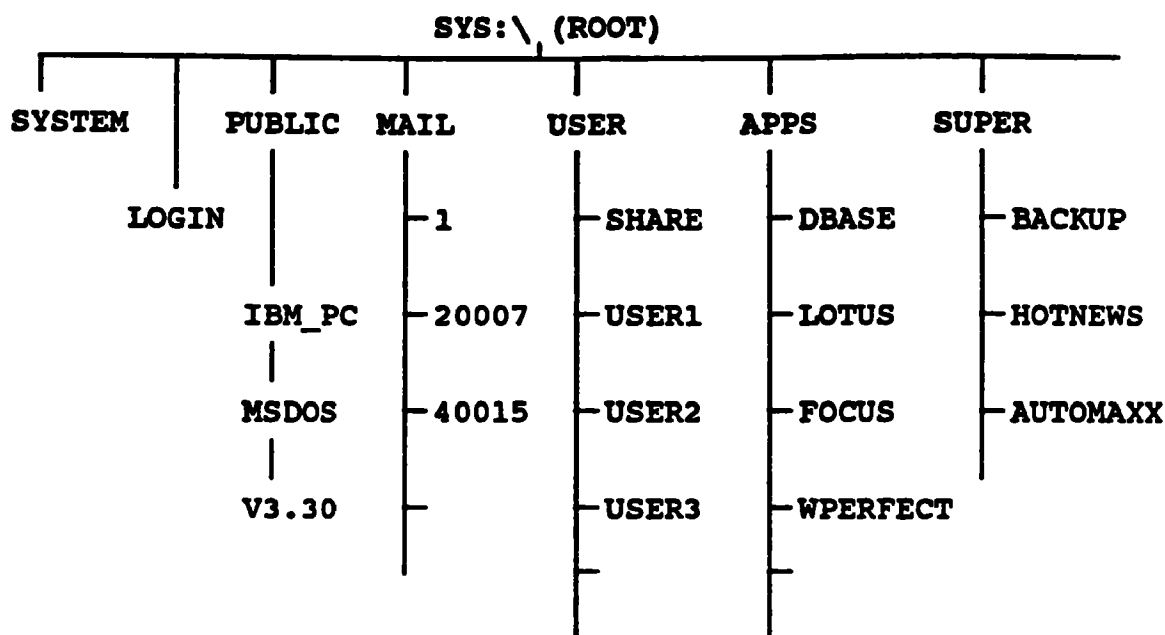 SYS:\ (ROOT)
SYSTEM PUBLIC MAIL USER APPS SUPER
LOGIN 1 SHARE DBASE BACKUP
IBM_PC 20007 USER1 LOTUS HOTNEWS
MSDOS 40015 USER2 FOCUS AUTOMAXX
V3.30 USER3 WPERFECT